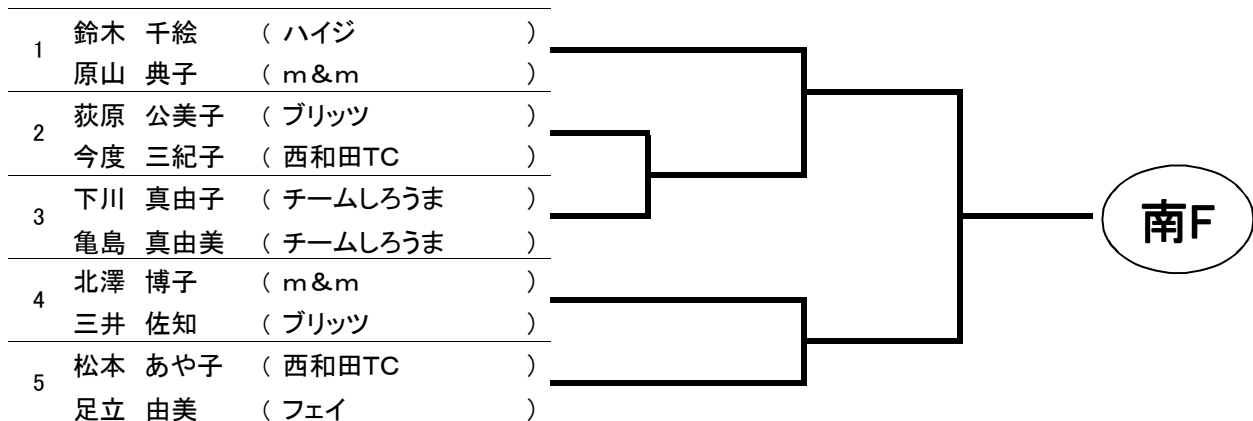 1
鈴木 千絵 ( ハイジ )
原山 典子 ( m&m )
2
荻原 公美子 ( ブリッツ )
今度 三紀子 ( 西和田TC )
3
下川 真由子 ( チームしろうま )
亀島 真由美 ( チームしろうま )
4
北澤 博子 ( m&m )
三井 佐知 ( ブリッツ )
5
松本 あや子 ( 西和田TC )
足立 由美 ( フェイ )
南F